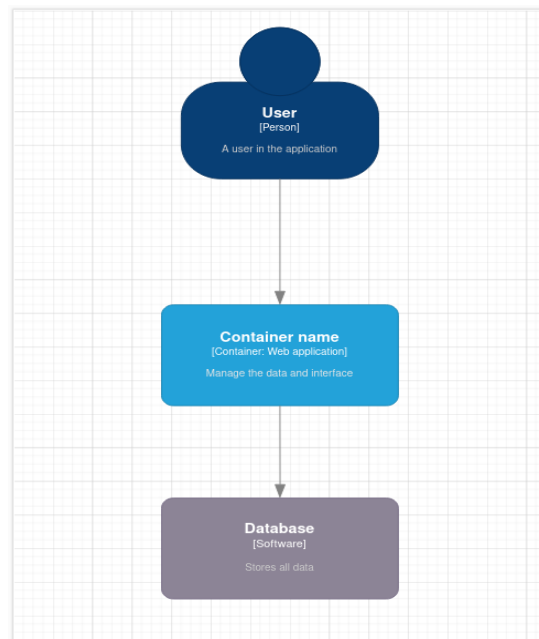 User
[Person]
A user in the application
Container name
[Container: Web application]
Manage the data and interface
Database
[Software]
Stores all data